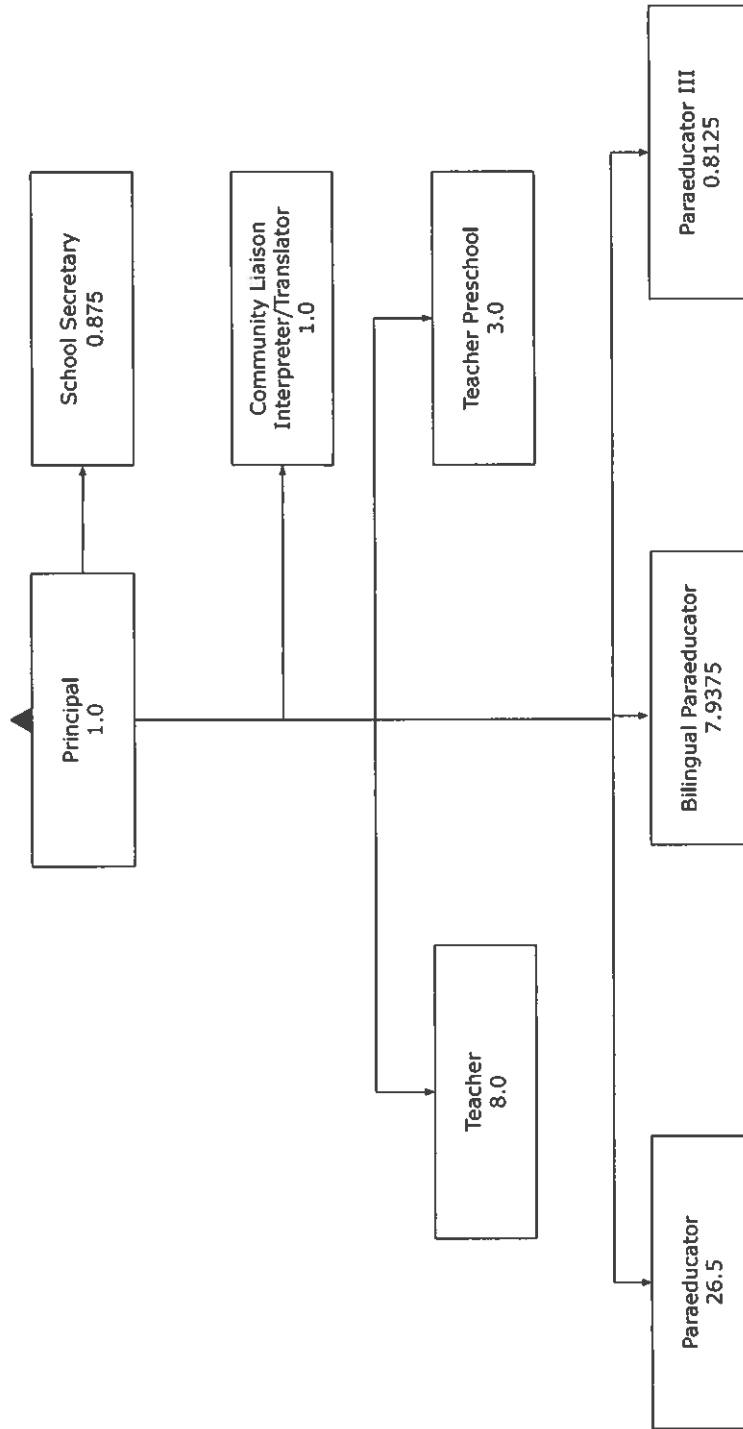 Principal
1.0
School Secretary
0.875
Community Liaison
Interpreter/Translator
1.0
Teacher
8.0
Teacher Preschool
3.0
Paraeducator
26.5
Bilingual Paraeducator
7.9375
Paraeducator III
0.8125